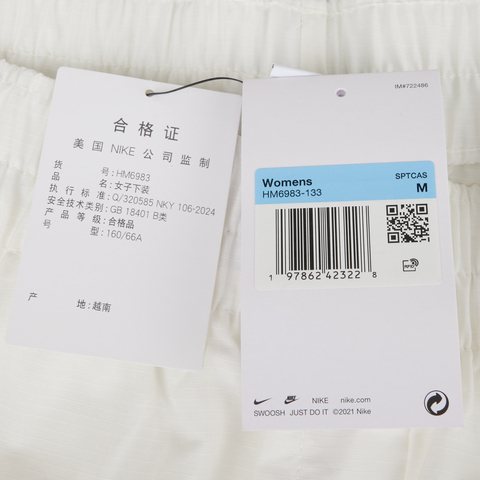 合格证
美国 NIKE 公司监制
货号: HM6983
品名: 女子下装
执行标准: Q/320585 NKY 106-2024
安全技术类别: GB 18401 B类
产品等级: 合格品
号型: 160/66A
产地: 越南
IM#722486
Womens
HM6983-133
SPTCAS
M
1 97862 42322 8
RFID
NIKE nike.com
SWOOSH JUST DO IT ©2021 Nike